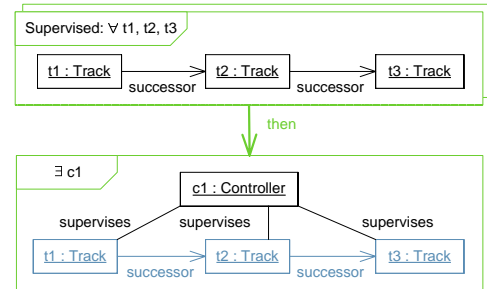 Supervised: ∀ t1, t2, t3
t1 : Track
t2 : Track
t3 : Track
successor
successor
then
∃ c1
c1 : Controller
supervises
supervises
supervises
t1 : Track
t2 : Track
t3 : Track
successor
successor